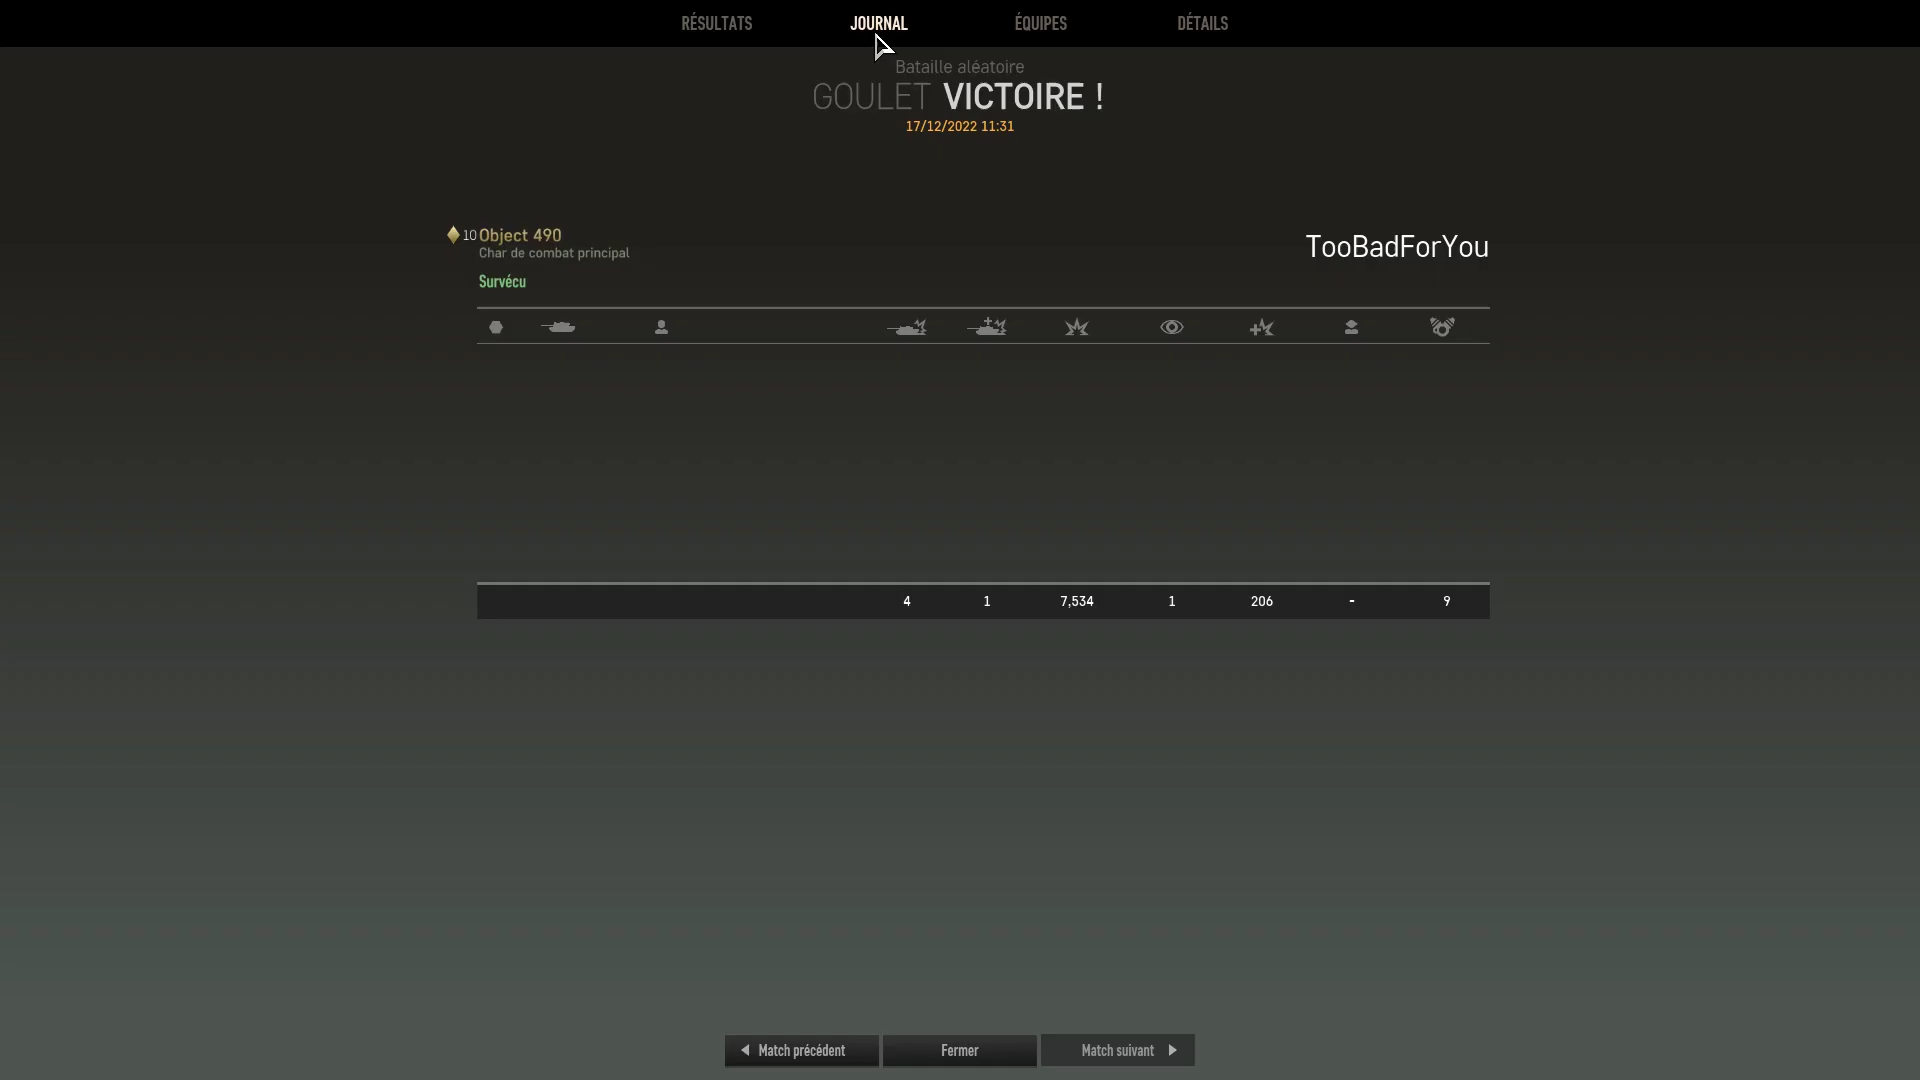 RÉSULTATS JOURNAL ÉQUIPES DÉTAILS
Bataille aléatoire
GOULET VICTOIRE !
17/12/2022 11:31
10 Object 490
Char de combat principal
TooBadForYou
Survécu
4 1 7,534 1 206 - 9
Match précédent Fermer Match suivant